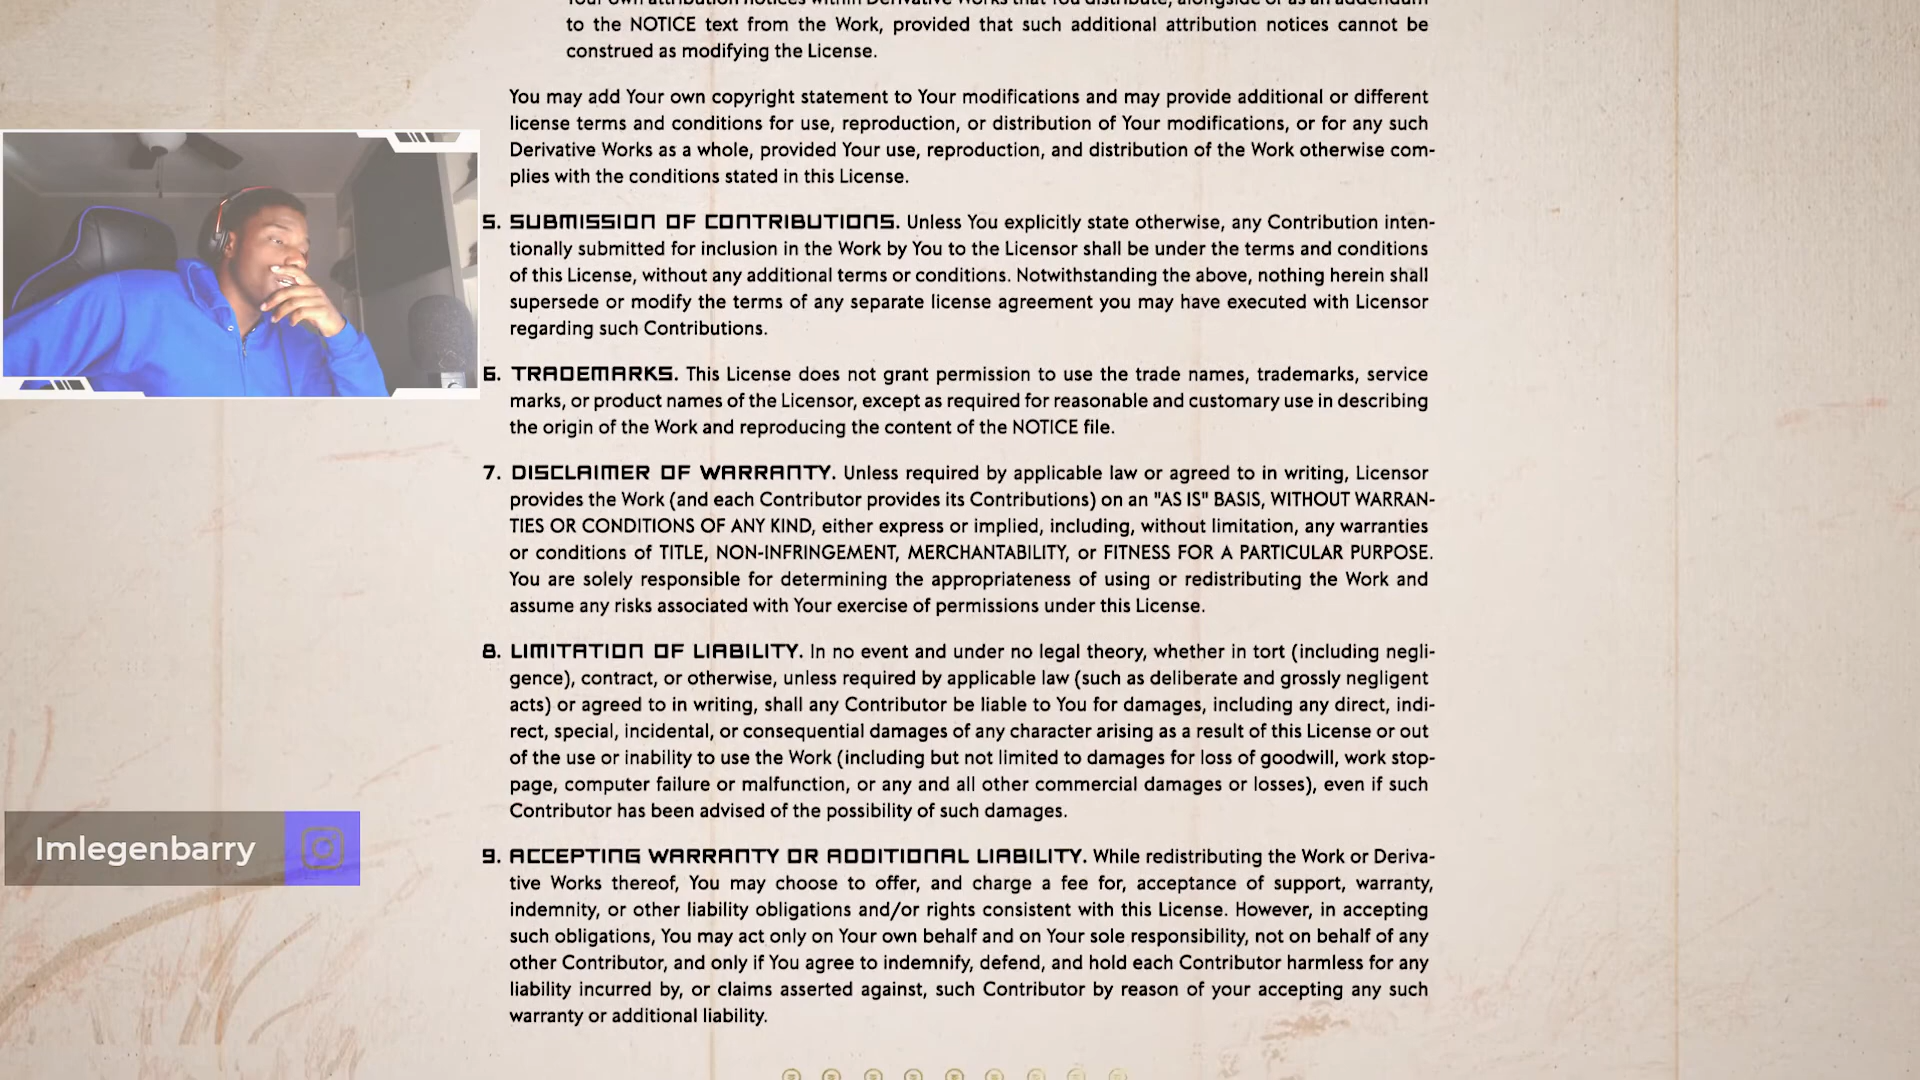 Your own attribution notices within Derivative Works that You distribute, alongside or as an addendum
to the NOTICE text from the Work, provided that such additional attribution notices cannot be
construed as modifying the License.
You may add Your own copyright statement to Your modifications and may provide additional or different
license terms and conditions for use, reproduction, or distribution of Your modifications, or for any such
Derivative Works as a whole, provided Your use, reproduction, and distribution of the Work otherwise com-
plies with the conditions stated in this License.
5. SUBMISSION OF CONTRIBUTIONS. Unless You explicitly state otherwise, any Contribution inten-
tionally submitted for inclusion in the Work by You to the Licensor shall be under the terms and conditions
of this License, without any additional terms or conditions. Notwithstanding the above, nothing herein shall
supersede or modify the terms of any separate license agreement you may have executed with Licensor
regarding such Contributions.
6. TRADEMARKS. This License does not grant permission to use the trade names, trademarks, service
marks, or product names of the Licensor, except as required for reasonable and customary use in describing
the origin of the Work and reproducing the content of the NOTICE file.
7. DISCLAIMER OF WARRANTY. Unless required by applicable law or agreed to in writing, Licensor
provides the Work (and each Contributor provides its Contributions) on an "AS IS" BASIS, WITHOUT WARRAN-
TIES OR CONDITIONS OF ANY KIND, either express or implied, including, without limitation, any warranties
or conditions of TITLE, NON-INFRINGEMENT, MERCHANTABILITY, or FITNESS FOR A PARTICULAR PURPOSE.
You are solely responsible for determining the appropriateness of using or redistributing the Work and
assume any risks associated with Your exercise of permissions under this License.
8. LIMITATION OF LIABILITY. In no event and under no legal theory, whether in tort (including negli-
gence), contract, or otherwise, unless required by applicable law (such as deliberate and grossly negligent
acts) or agreed to in writing, shall any Contributor be liable to You for damages, including any direct, indi-
rect, special, incidental, or consequential damages of any character arising as a result of this License or out
of the use or inability to use the Work (including but not limited to damages for loss of goodwill, work stop-
page, computer failure or malfunction, or any and all other commercial damages or losses), even if such
Contributor has been advised of the possibility of such damages.
Imlegenbarry
9. ACCEPTING WARRANTY OR ADDITIONAL LIABILITY. While redistributing the Work or Deriva-
tive Works thereof, You may choose to offer, and charge a fee for, acceptance of support, warranty,
indemnity, or other liability obligations and/or rights consistent with this License. However, in accepting
such obligations, You may act only on Your own behalf and on Your sole responsibility, not on behalf of any
other Contributor, and only if You agree to indemnify, defend, and hold each Contributor harmless for any
liability incurred by, or claims asserted against, such Contributor by reason of your accepting any such
warranty or additional liability.